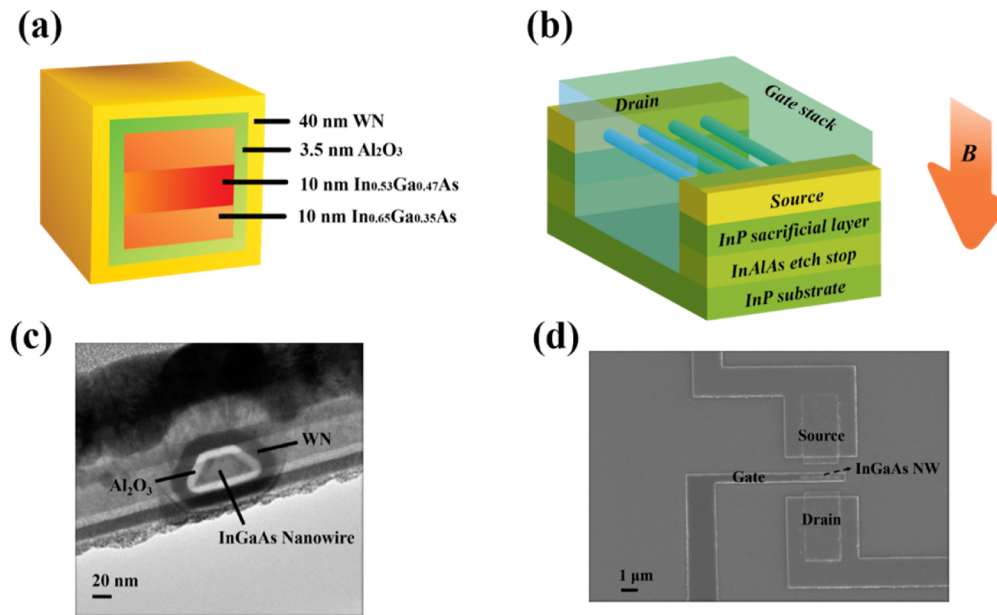 (a)
40 nm WN
3.5 nm Al₂O₃
10 nm In₀.₅₃Ga₀.₄₇As
10 nm In₀.₆₅Ga₀.₃₅As
(b)
Drain
Gate stack
B
Source
InP sacrificial layer
InAlAs etch stop
InP substrate
(c)
WN
Al₂O₃
InGaAs Nanowire
20 nm
(d)
Source
InGaAs NW
Gate
Drain
1 μm